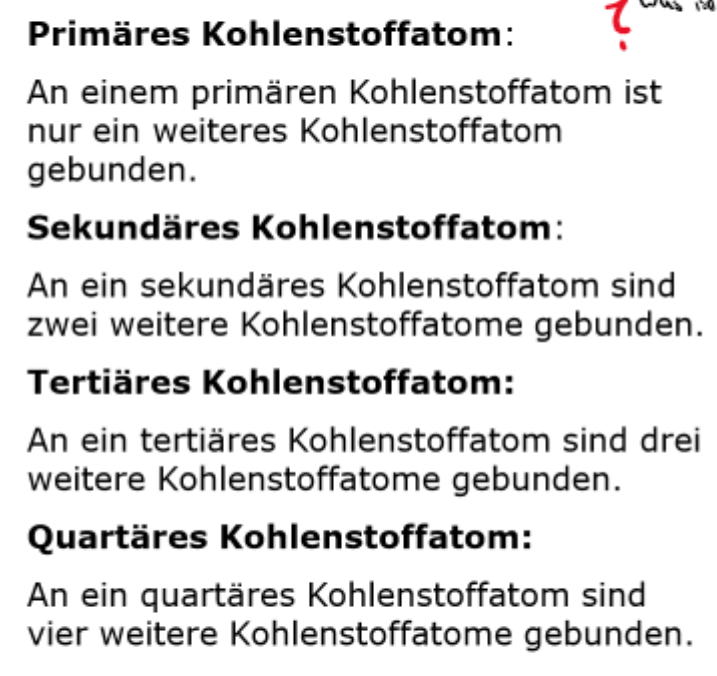 ?
Primäres Kohlenstoffatom:
An einem primären Kohlenstoffatom ist
nur ein weiteres Kohlenstoffatom
gebunden.
Sekundäres Kohlenstoffatom:
An ein sekundäres Kohlenstoffatom sind
zwei weitere Kohlenstoffatome gebunden.
Tertiäres Kohlenstoffatom:
An ein tertiäres Kohlenstoffatom sind drei
weitere Kohlenstoffatome gebunden.
Quartäres Kohlenstoffatom:
An ein quartäres Kohlenstoffatom sind
vier weitere Kohlenstoffatome gebunden.